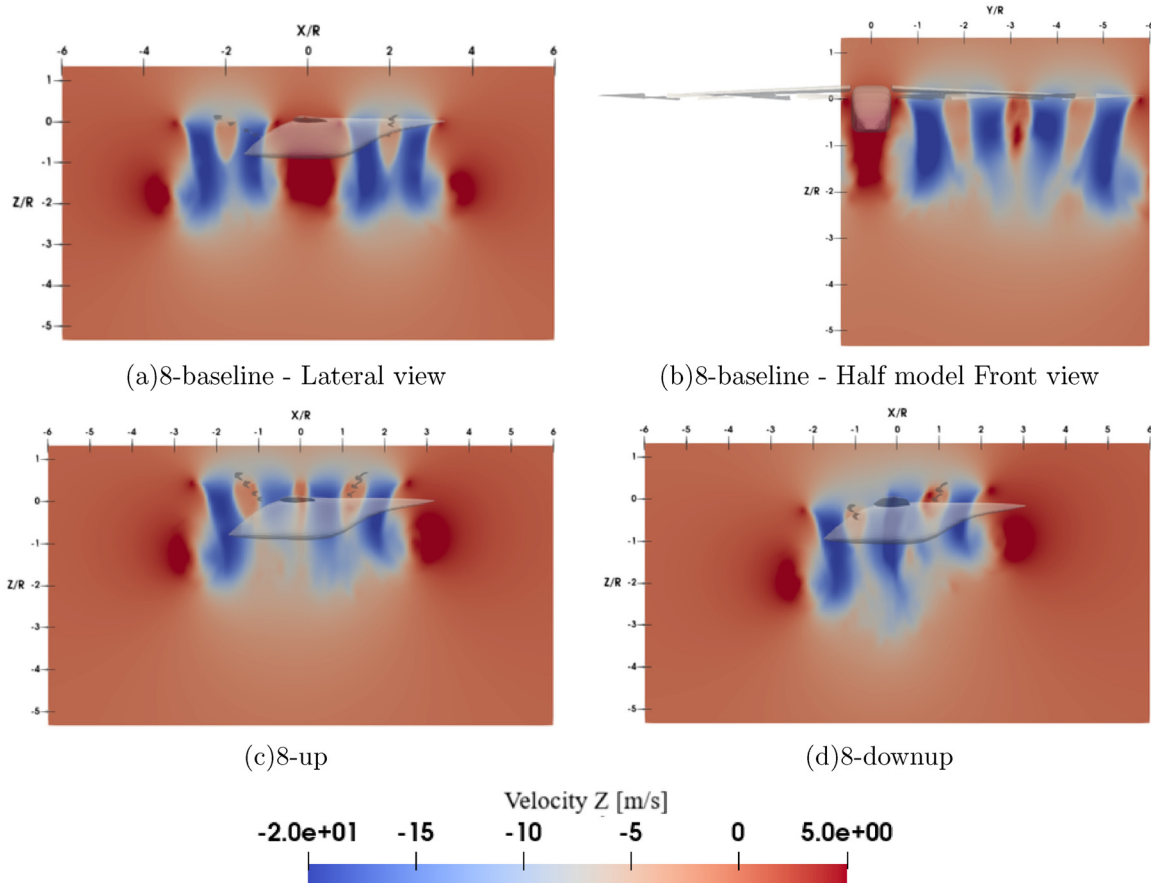 X/R
-6 -4 -2 0 2 4 6
1
0
-1
Z/R -2
-3
-4
-5
(a)8-baseline - Lateral view
Y/R
0 -1 -2 -3 -4 -5
1
0
-1
Z/R -2
-3
-4
-5
(b)8-baseline - Half model Front view
X/R
-6 -5 -4 -3 -2 -1 0 1 2 3 4 5 6
1
0
-1
Z/R -2
-3
-4
-5
(c)8-up
X/R
-6 -5 -4 -3 -2 -1 0 1 2 3 4 5 6
1
0
-1
Z/R -2
-3
-4
-5
(d)8-downup
Velocity Z [m/s]
-2.0e+01 -15 -10 -5 0 5.0e+00